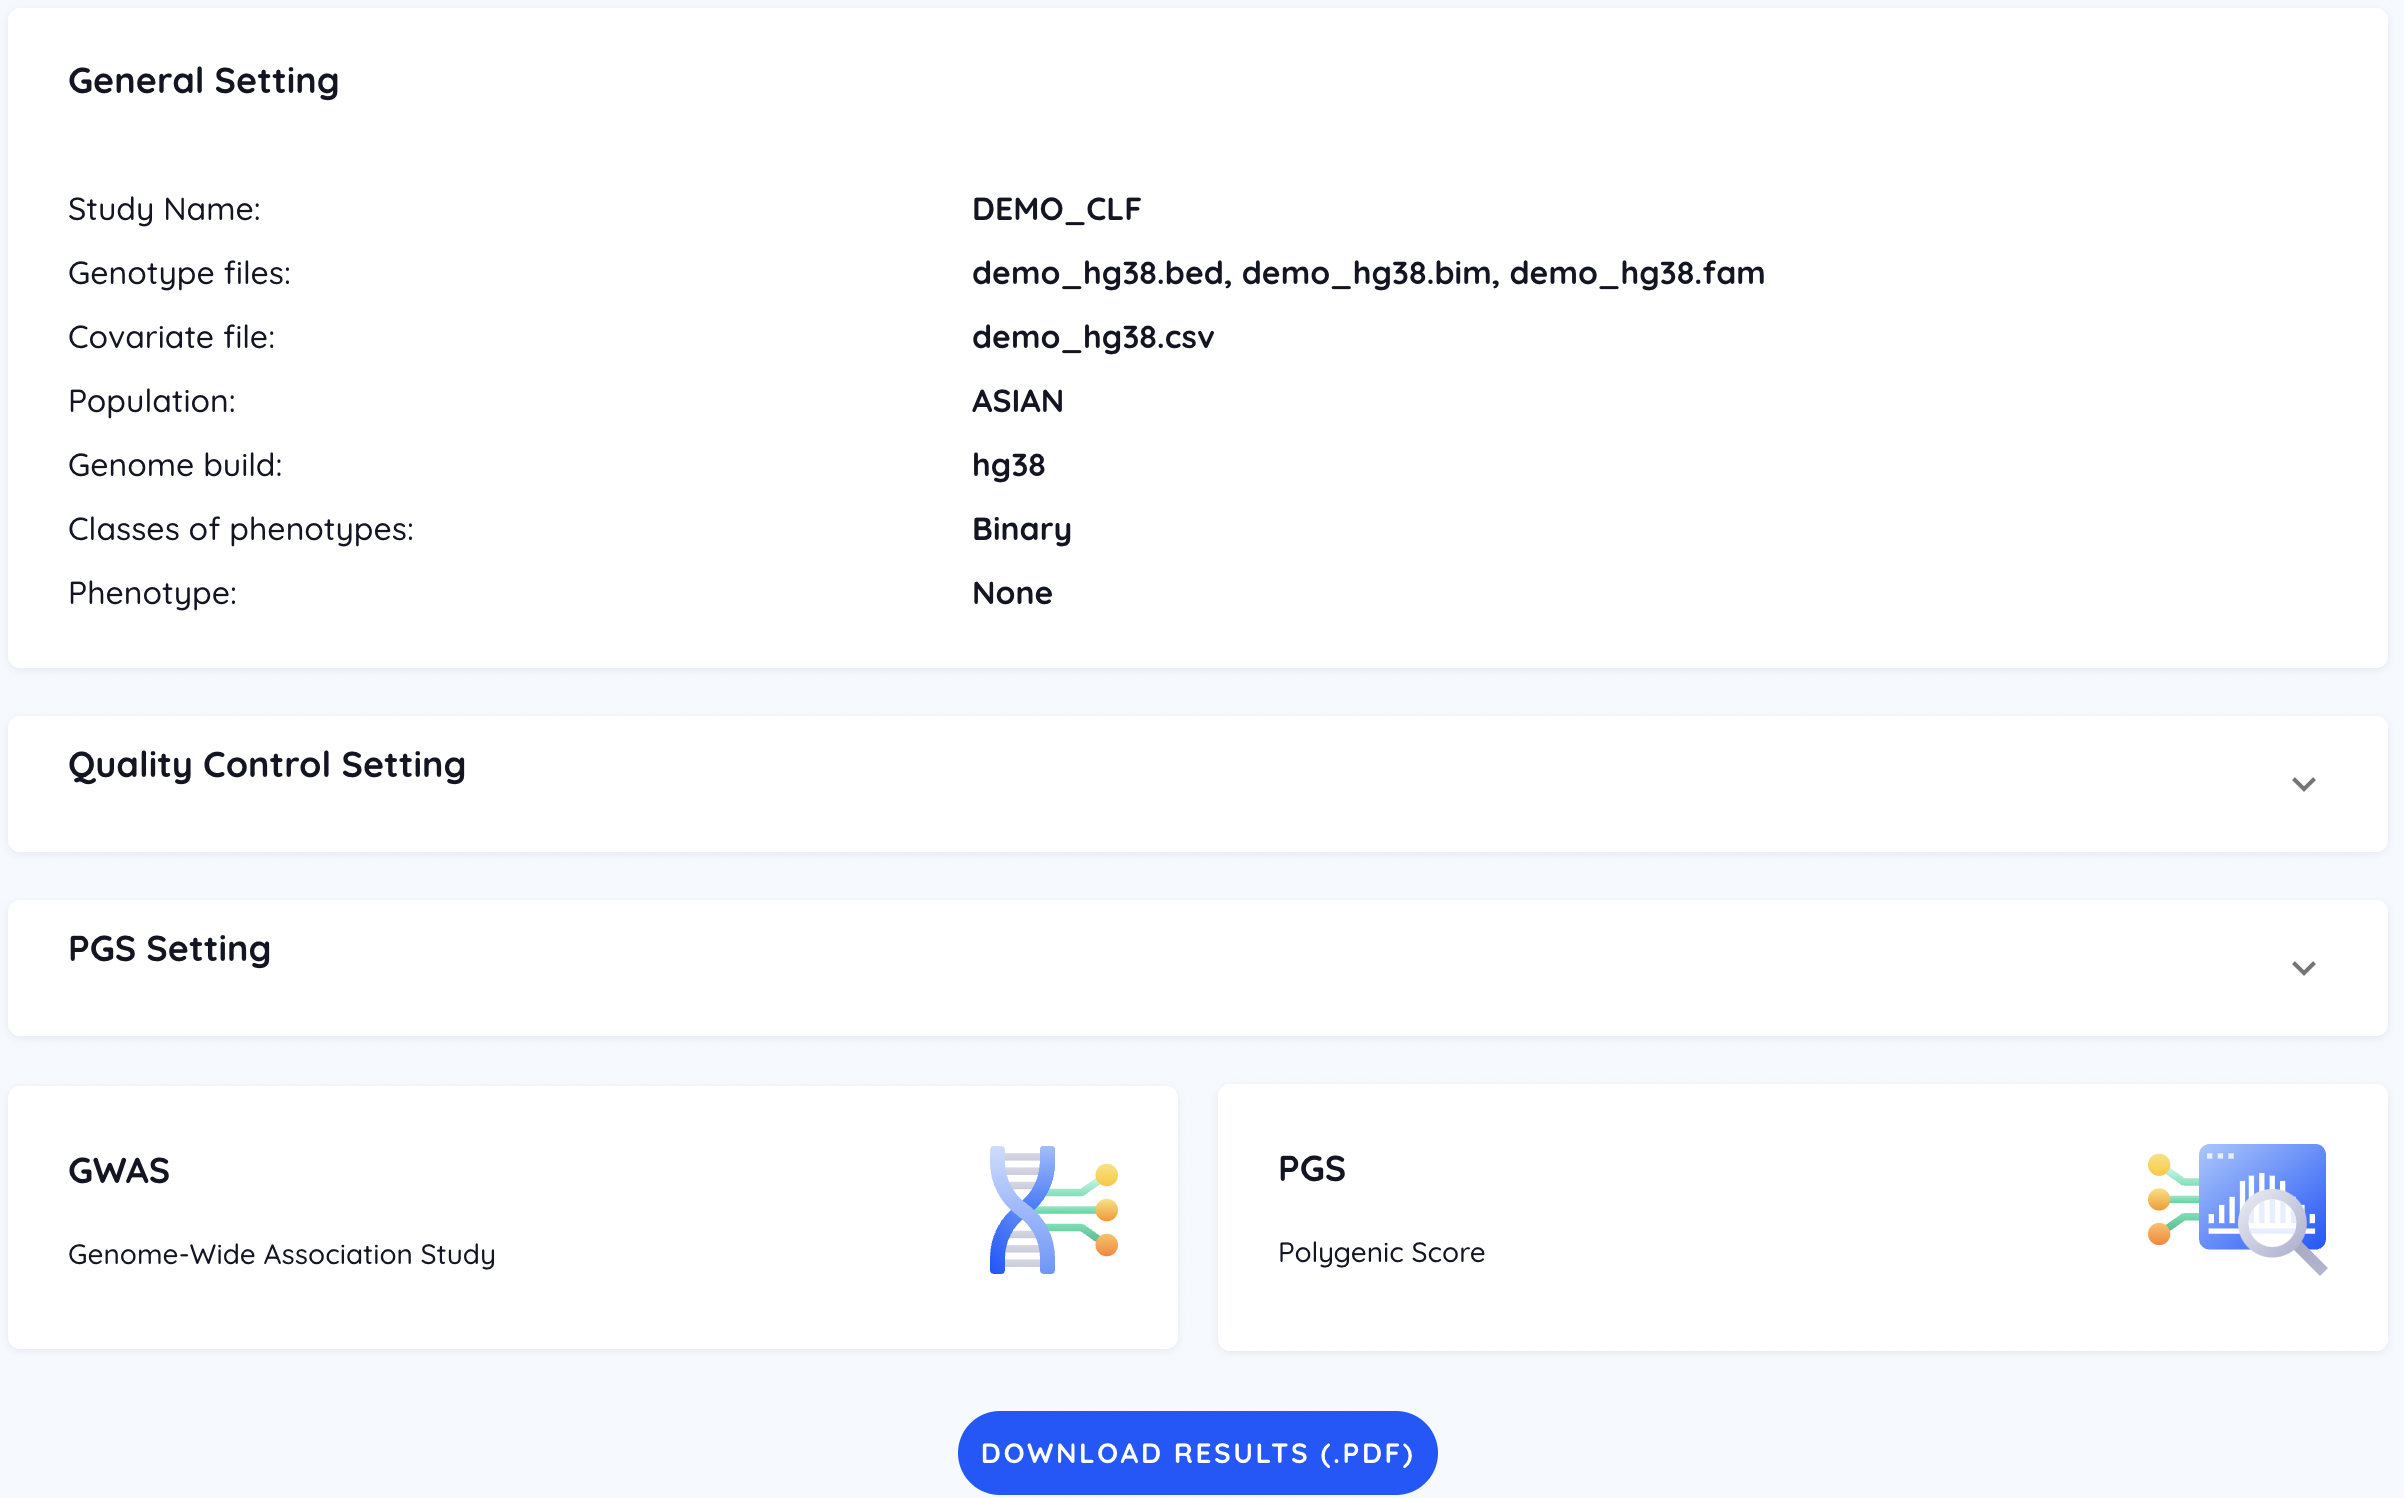 General Setting
Study Name: DEMO_CLF
Genotype files: demo_hg38.bed, demo_hg38.bim, demo_hg38.fam
Covariate file: demo_hg38.csv
Population: ASIAN
Genome build: hg38
Classes of phenotypes: Binary
Phenotype: None
Quality Control Setting
PGS Setting
GWAS
Genome-Wide Association Study
PGS
Polygenic Score
DOWNLOAD RESULTS (.PDF)